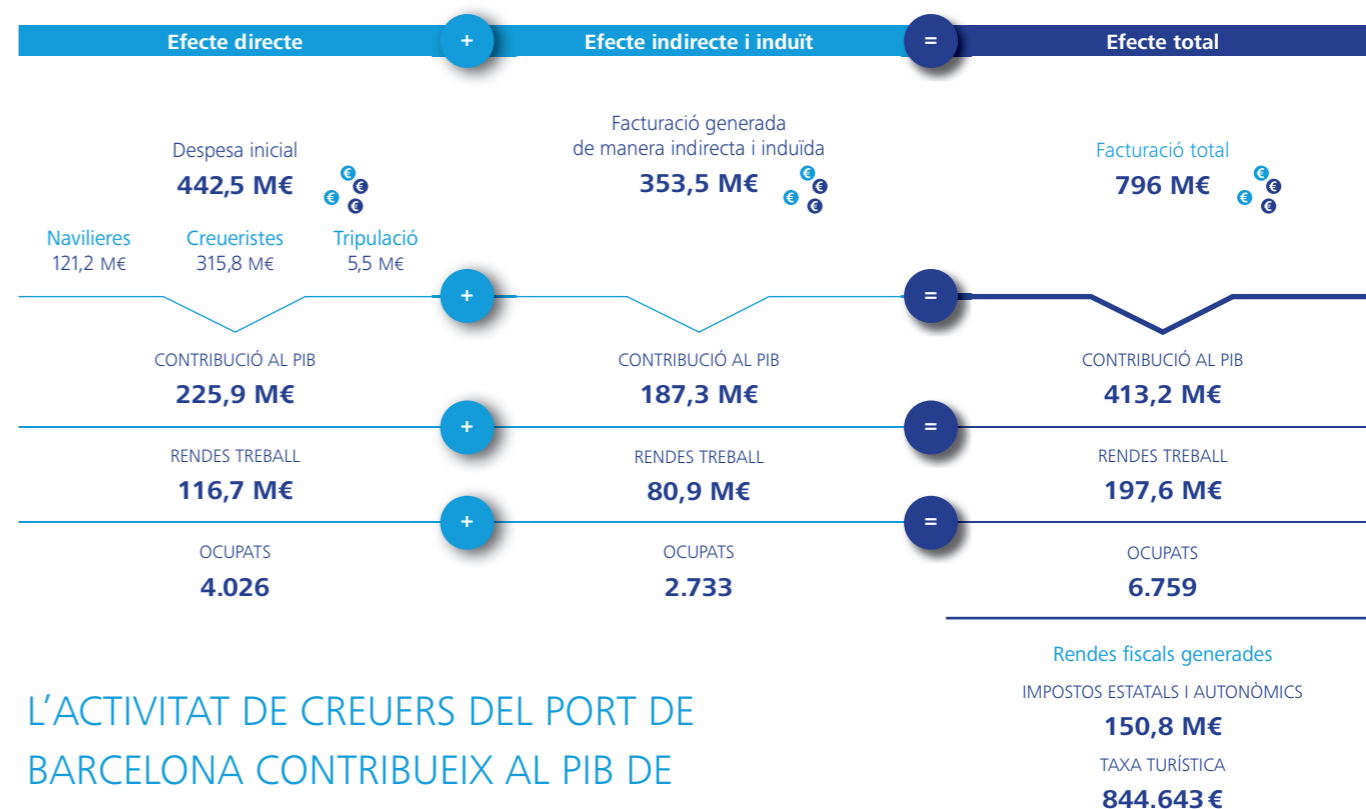 Efecte directe + Efecte indirecte i induït = Efecte total
Despesa inicial
442,5 M€
Facturació generada
de manera indirecta i induïda
353,5 M€
Facturació total
796 M€
Navilieres Creueristes Tripulació
121,2 M€ 315,8 M€ 5,5 M€
+ =
CONTRIBUCIÓ AL PIB CONTRIBUCIÓ AL PIB CONTRIBUCIÓ AL PIB
225,9 M€ 187,3 M€ 413,2 M€
+ =
RENDES TREBALL RENDES TREBALL RENDES TREBALL
116,7 M€ 80,9 M€ 197,6 M€
+ =
OCUPATS OCUPATS OCUPATS
4.026 2.733 6.759
Rendes fiscals generades
IMPOSTOS ESTATALS I AUTONÒMICS
150,8 M€
TAXA TURÍSTICA
844.643 €
L’ACTIVITAT DE CREUERS DEL PORT DE
BARCELONA CONTRIBUEIX AL PIB DE